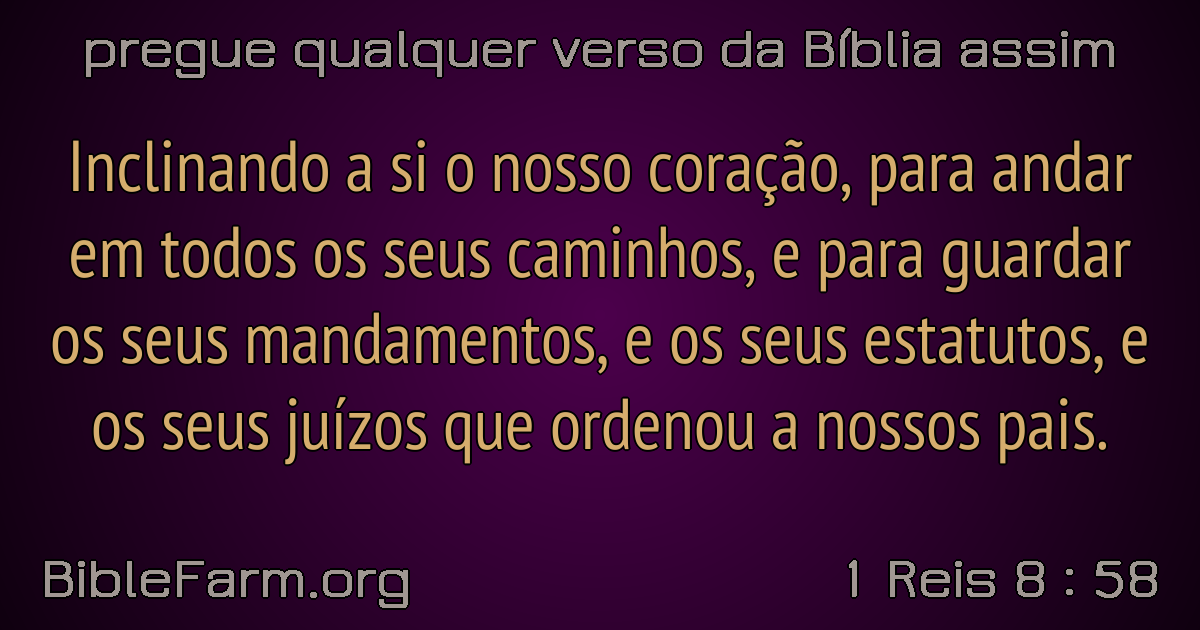 pregue qualquer verso da Bíblia assim
Inclinando a si o nosso coração, para andar
em todos os seus caminhos, e para guardar
os seus mandamentos, e os seus estatutos, e
os seus juízos que ordenou a nossos pais.
BibleFarm.org
1 Reis 8 : 58